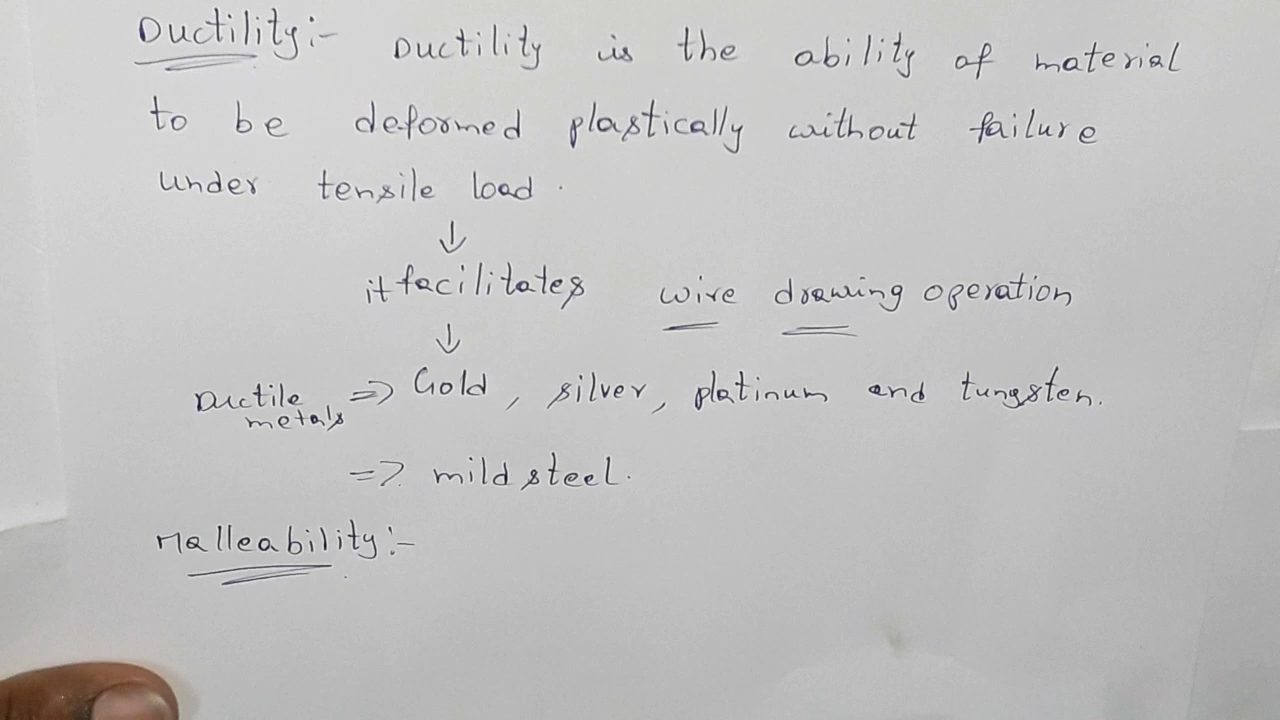 Ductility:- Ductility is the ability of material
to be deformed plastically without failure
under tensile load.
↓
it facilitates wire drawing operation
↓
Ductile metals => Gold, silver, platinum and tungsten.
=> mild steel.
Malleability:-